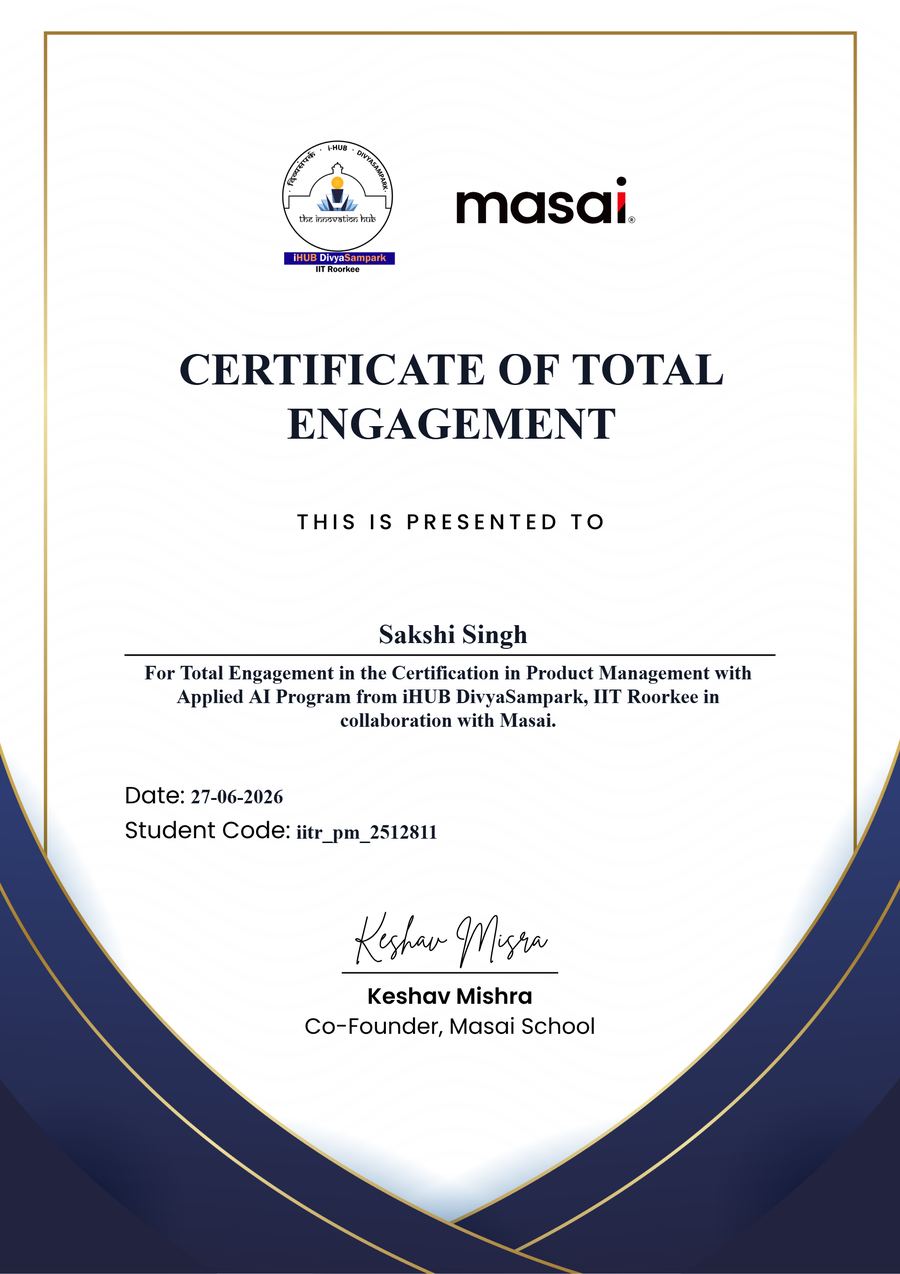 दिव्यसंपर्क · i-HUB · DIVYASAMPARK
the innovation hub
iHUB DivyaSampark
IIT Roorkee
masai®
CERTIFICATE OF TOTAL
ENGAGEMENT
THIS IS PRESENTED TO
Sakshi Singh
For Total Engagement in the Certification in Product Management with
Applied AI Program from iHUB DivyaSampark, IIT Roorkee in
collaboration with Masai.
Date: 27-06-2026
Student Code: iitr_pm_2512811
Keshav Misra
Keshav Mishra
Co-Founder, Masai School